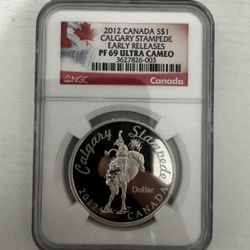 2012 CANADA S$1
CALGARY STAMPEDE
EARLY RELEASES
PF 69 ULTRA CAMEO
3627826-003
NGC
Canada
Calgary Stampede
Dollar
2012
CANADA